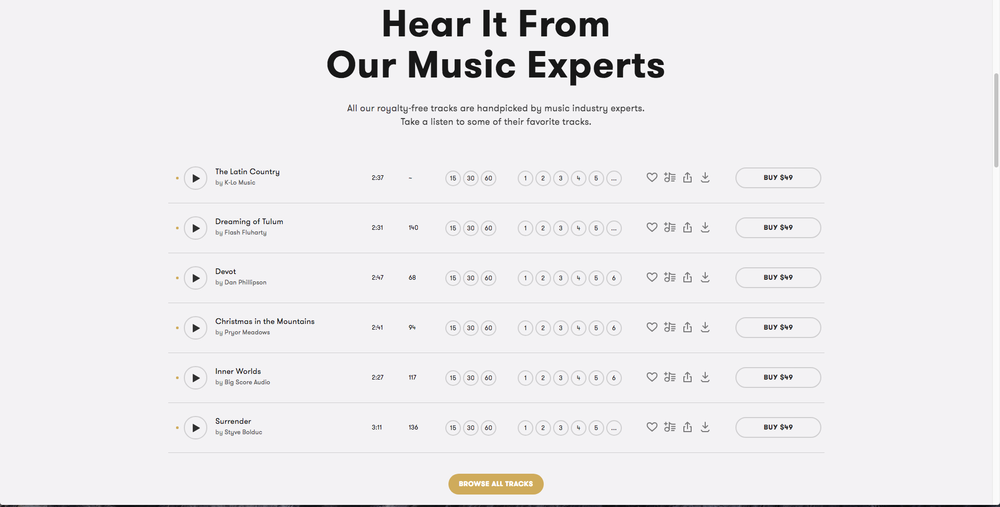 Hear It From
Our Music Experts
All our royalty-free tracks are handpicked by music industry experts.
Take a listen to some of their favorite tracks.
The Latin Country
by K-Lo Music
2:37 ~ 15 30 60 1 2 3 4 5 ... BUY $49
Dreaming of Tulum
by Flash Fluharty
2:31 140 15 30 60 1 2 3 4 5 ... BUY $49
Devot
by Dan Phillipson
2:47 68 15 30 60 1 2 3 4 5 6 BUY $49
Christmas in the Mountains
by Pryor Meadows
2:41 94 15 30 60 1 2 3 4 5 6 BUY $49
Inner Worlds
by Big Score Audio
2:27 117 15 30 60 1 2 3 4 5 6 BUY $49
Surrender
by Styve Bolduc
3:11 136 15 30 60 1 2 3 4 5 ... BUY $49
BROWSE ALL TRACKS